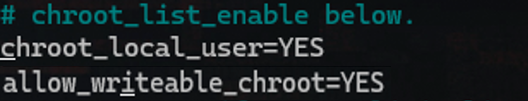 # chroot_list_enable below.
chroot_local_user=YES
allow_writeable_chroot=YES